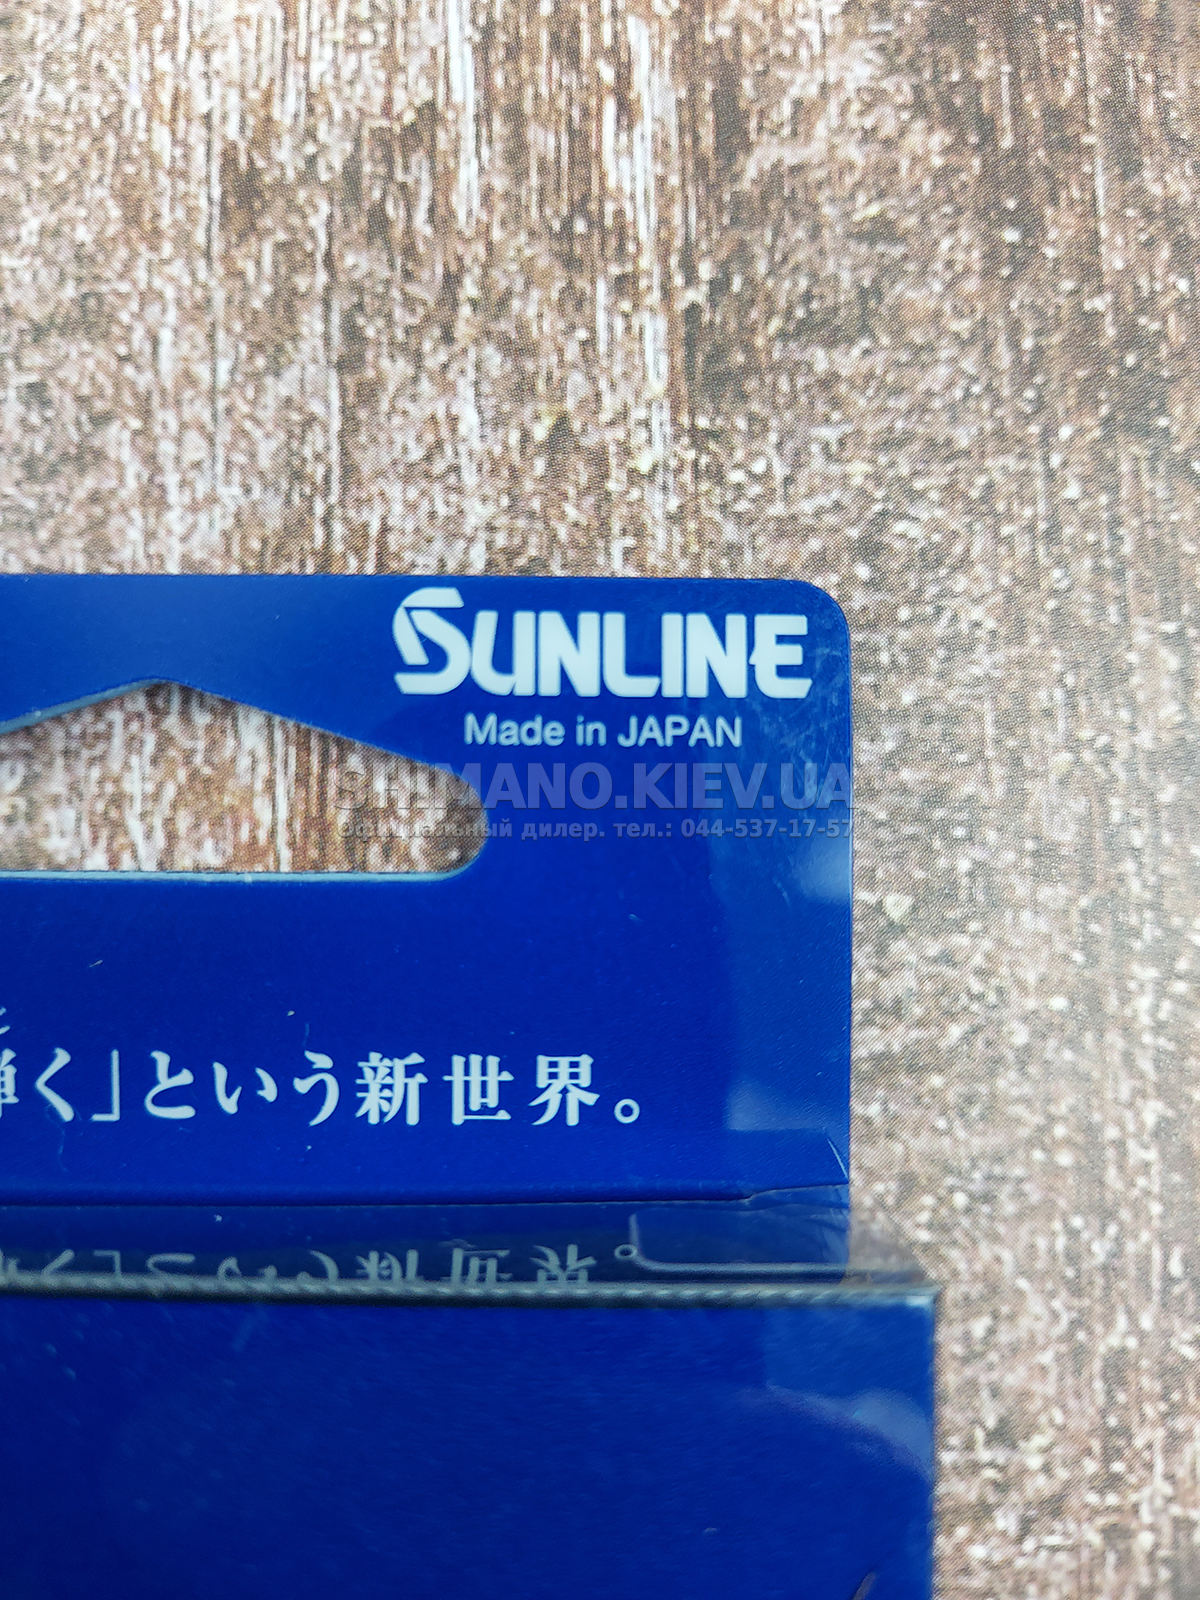 SUNLINE
Made in JAPAN
SHIMANO.KIEV.UA
Официальный дилер. тел.: 044-537-17-57
く」という新世界。